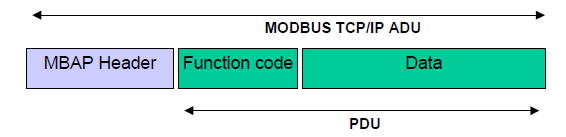 MODBUS TCP/IP ADU
MBAP Header Function code Data
PDU